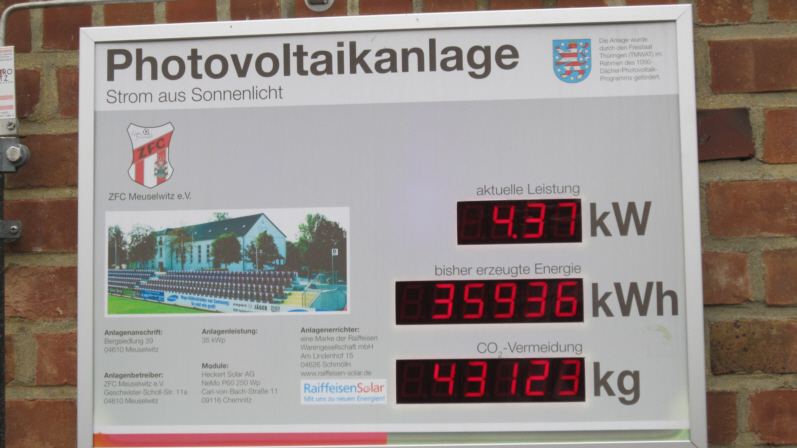 Photovoltaikanlage
Strom aus Sonnenlicht
Die Anlage wurde
durch den Freistaat
Thüringen (TMWAT) im
Rahmen des 1000-
Dächer-Photovoltaik-
Programms gefördert.
ZFC
ZFC Meuselwitz e.V.
aktuelle Leistung
4.37 kW
bisher erzeugte Energie
35936 kWh
CO2-Vermeidung
43123 kg
Anlagenanschrift:
Bergsiedlung 39
04610 Meuselwitz
Anlagenbetreiber:
ZFC Meuselwitz e.V.
Geschwister-Scholl-Str. 11a
04610 Meuselwitz
Anlagenleistung:
35 kWp
Module:
Heckert Solar AG
NeMo P60 250 Wp
Carl-von-Bach-Straße 11
09116 Chemnitz
Anlagenerrichter:
eine Marke der Raiffeisen
Warengesellschaft mbH
Am Lindenhof 15
04626 Schmölln
www.raiffeisen-solar.de
RaiffeisenSolar
Mit uns zu neuen Energien!